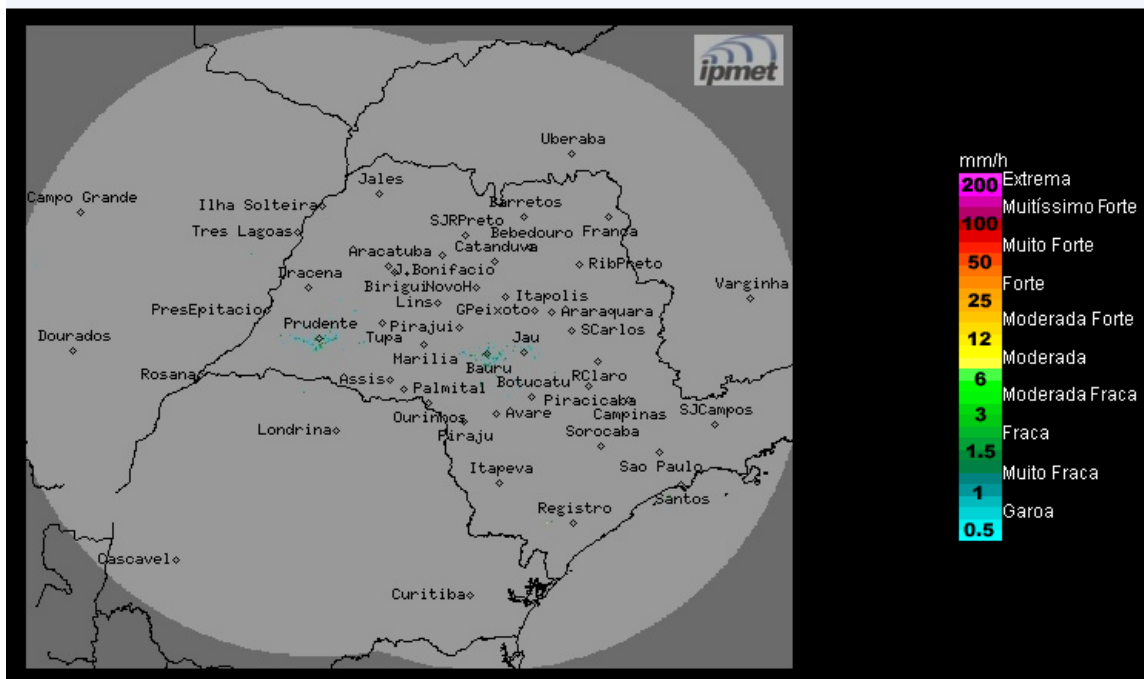 ipmet
Uberaba
Jales
Campo Grande
Ilha Solteira
Barretos
SJRPreto
Tres Lagoas
Bebedouro
Franca
Aracatuba
Catanduva
Dracena
J.Bonifacio
RibPreto
Birigui
NovoH
Itapolis
Varginha
PresEpitacio
Lins
GPeixoto
Araraquara
Prudente
Pirajui
SCarlos
Dourados
Tupa
Jau
Marilia
Bauru
Rosana
Assis
Botucatu
RClaro
Palmital
Piracicaba
Ourinhos
Avare
Campinas
SJCampos
Londrina
Piraju
Sorocaba
Itapeva
Sao Paulo
Santos
Registro
Cascavel
Curitiba
mm/h
200 Extrema
Muitíssimo Forte
100
Muito Forte
50
Forte
25
Moderada Forte
12
Moderada
6
Moderada Fraca
3
Fraca
1.5
Muito Fraca
1
Garoa
0.5